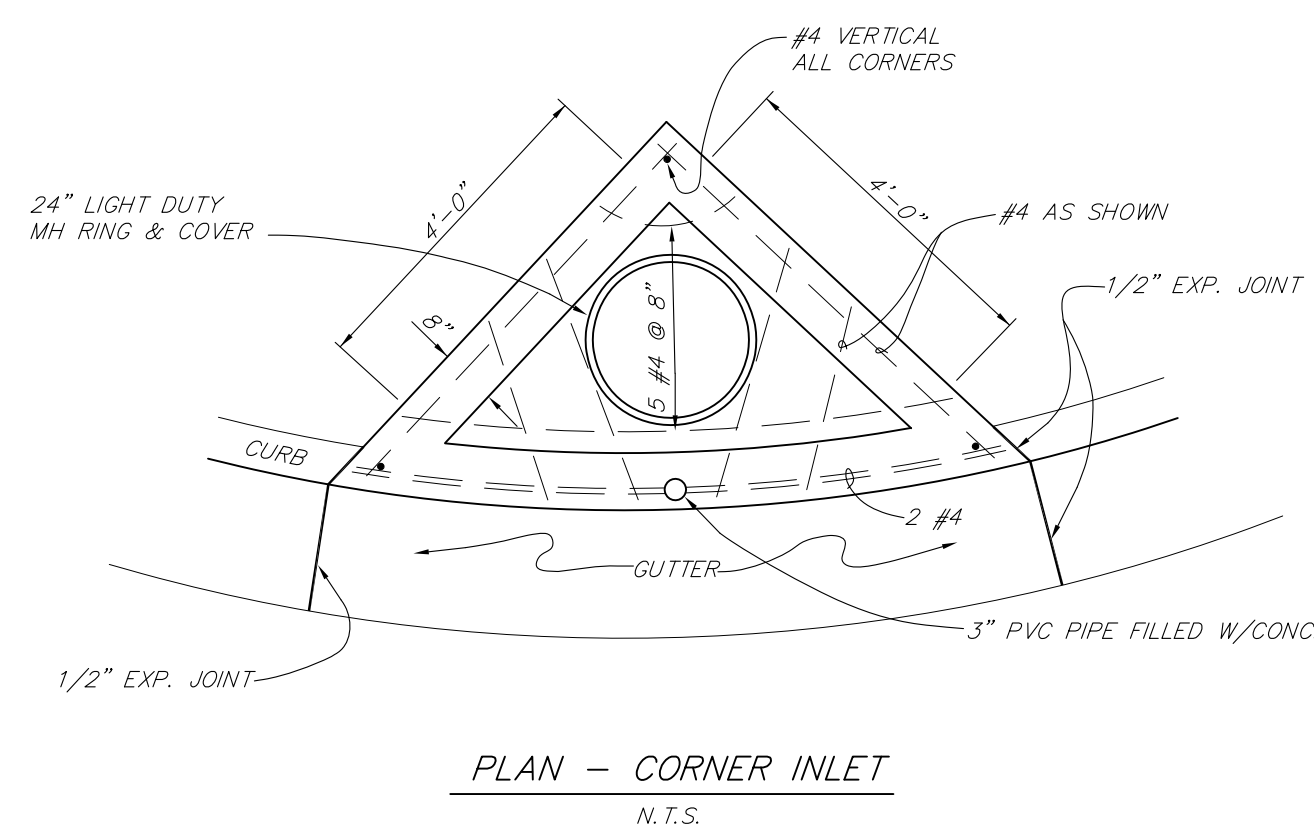 #4 VERTICAL
ALL CORNERS
24" LIGHT DUTY
MH RING & COVER
4'-0"
4'-0"
#4 AS SHOWN
1/2" EXP. JOINT
8"
5 #4 @ 8"
CURB
2 #4
GUTTER
3" PVC PIPE FILLED W/CONC
1/2" EXP. JOINT
PLAN - CORNER INLET
N.T.S.